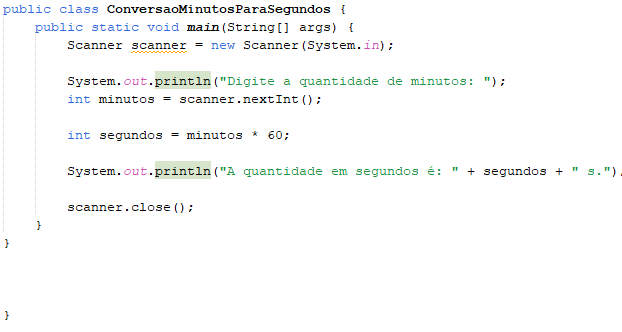 public class ConversaoMinutosParaSegundos {
    public static void main(String[] args) {
        Scanner scanner = new Scanner(System.in);

        System.out.println("Digite a quantidade de minutos: ");
        int minutos = scanner.nextInt();

        int segundos = minutos * 60;

        System.out.println("A quantidade em segundos é: " + segundos + " s.");

        scanner.close();
    }
}

}